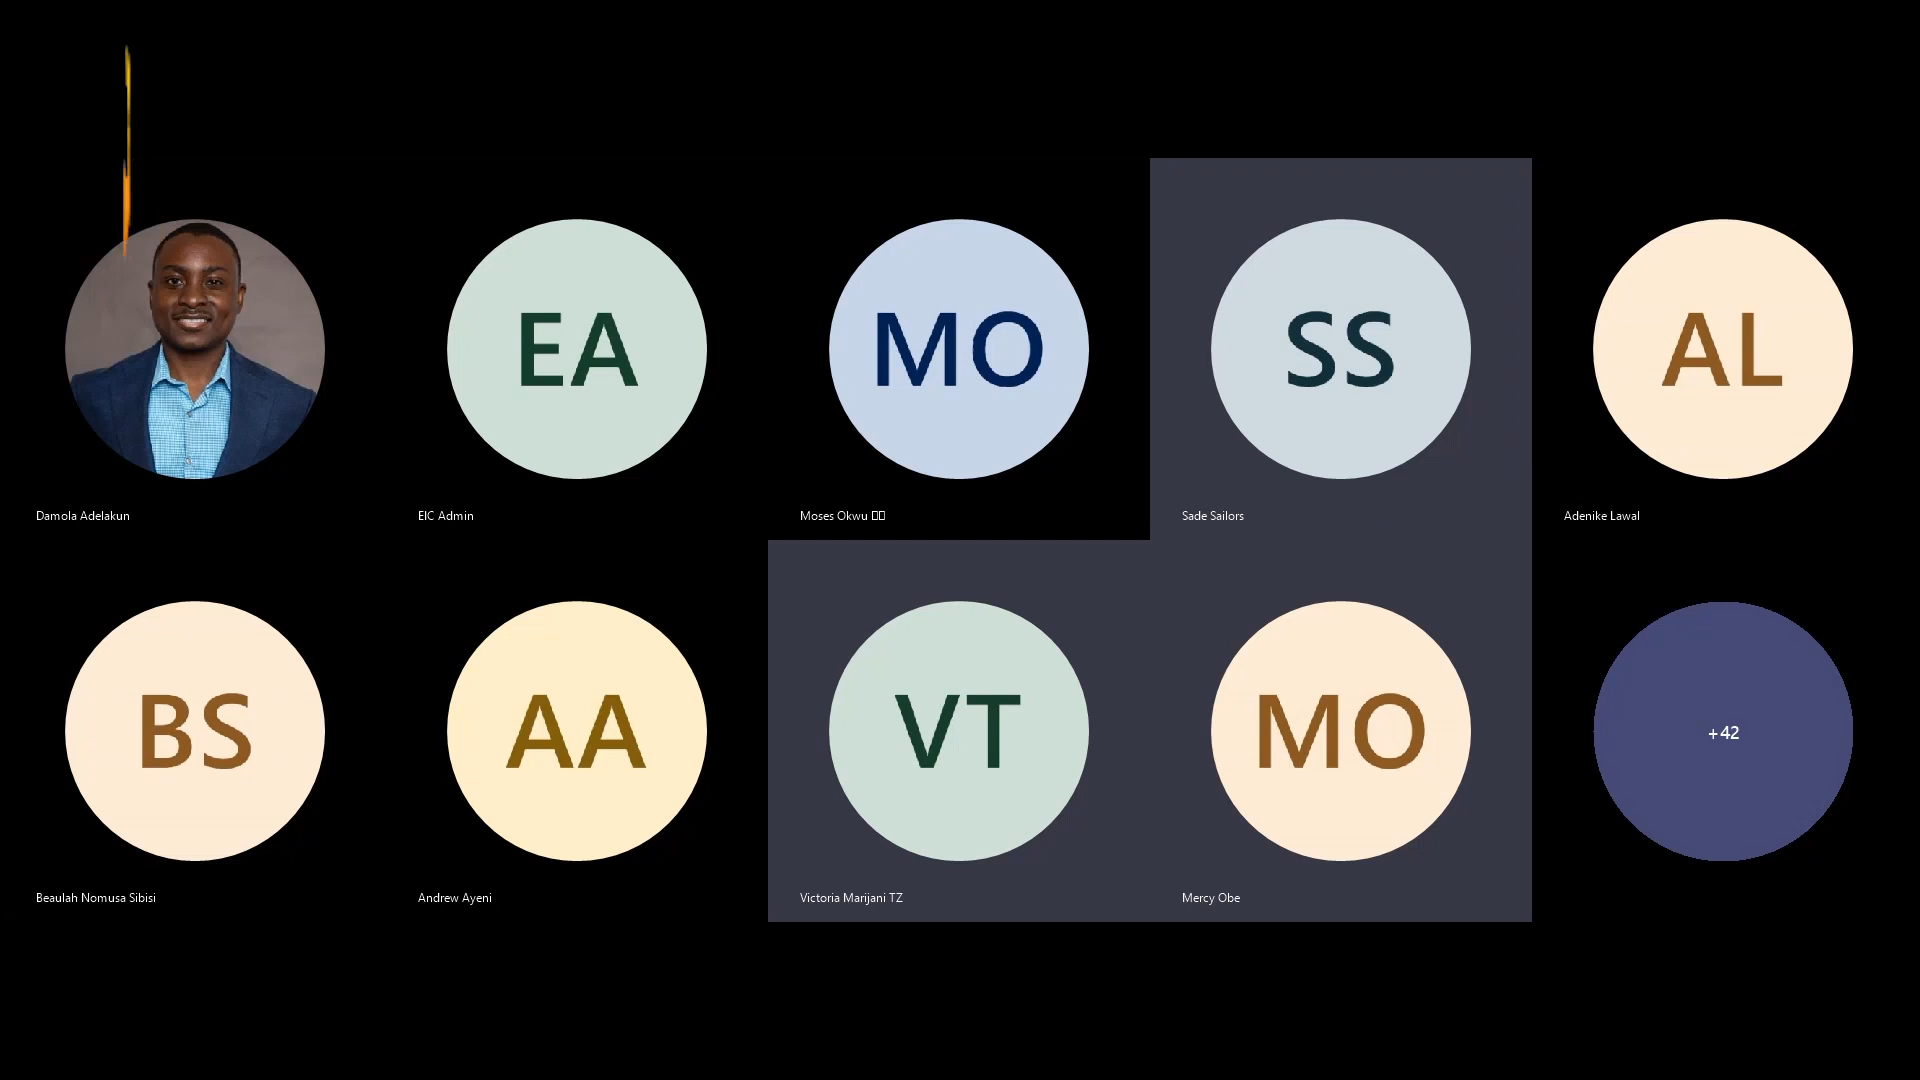 EA
MO
SS
AL
Damola Adelakun
EIC Admin
Moses Okwu
Sade Sailors
Adenike Lawal
BS
AA
VT
MO
+42
Beaulah Nomusa Sibisi
Andrew Ayeni
Victoria Marijani TZ
Mercy Obe